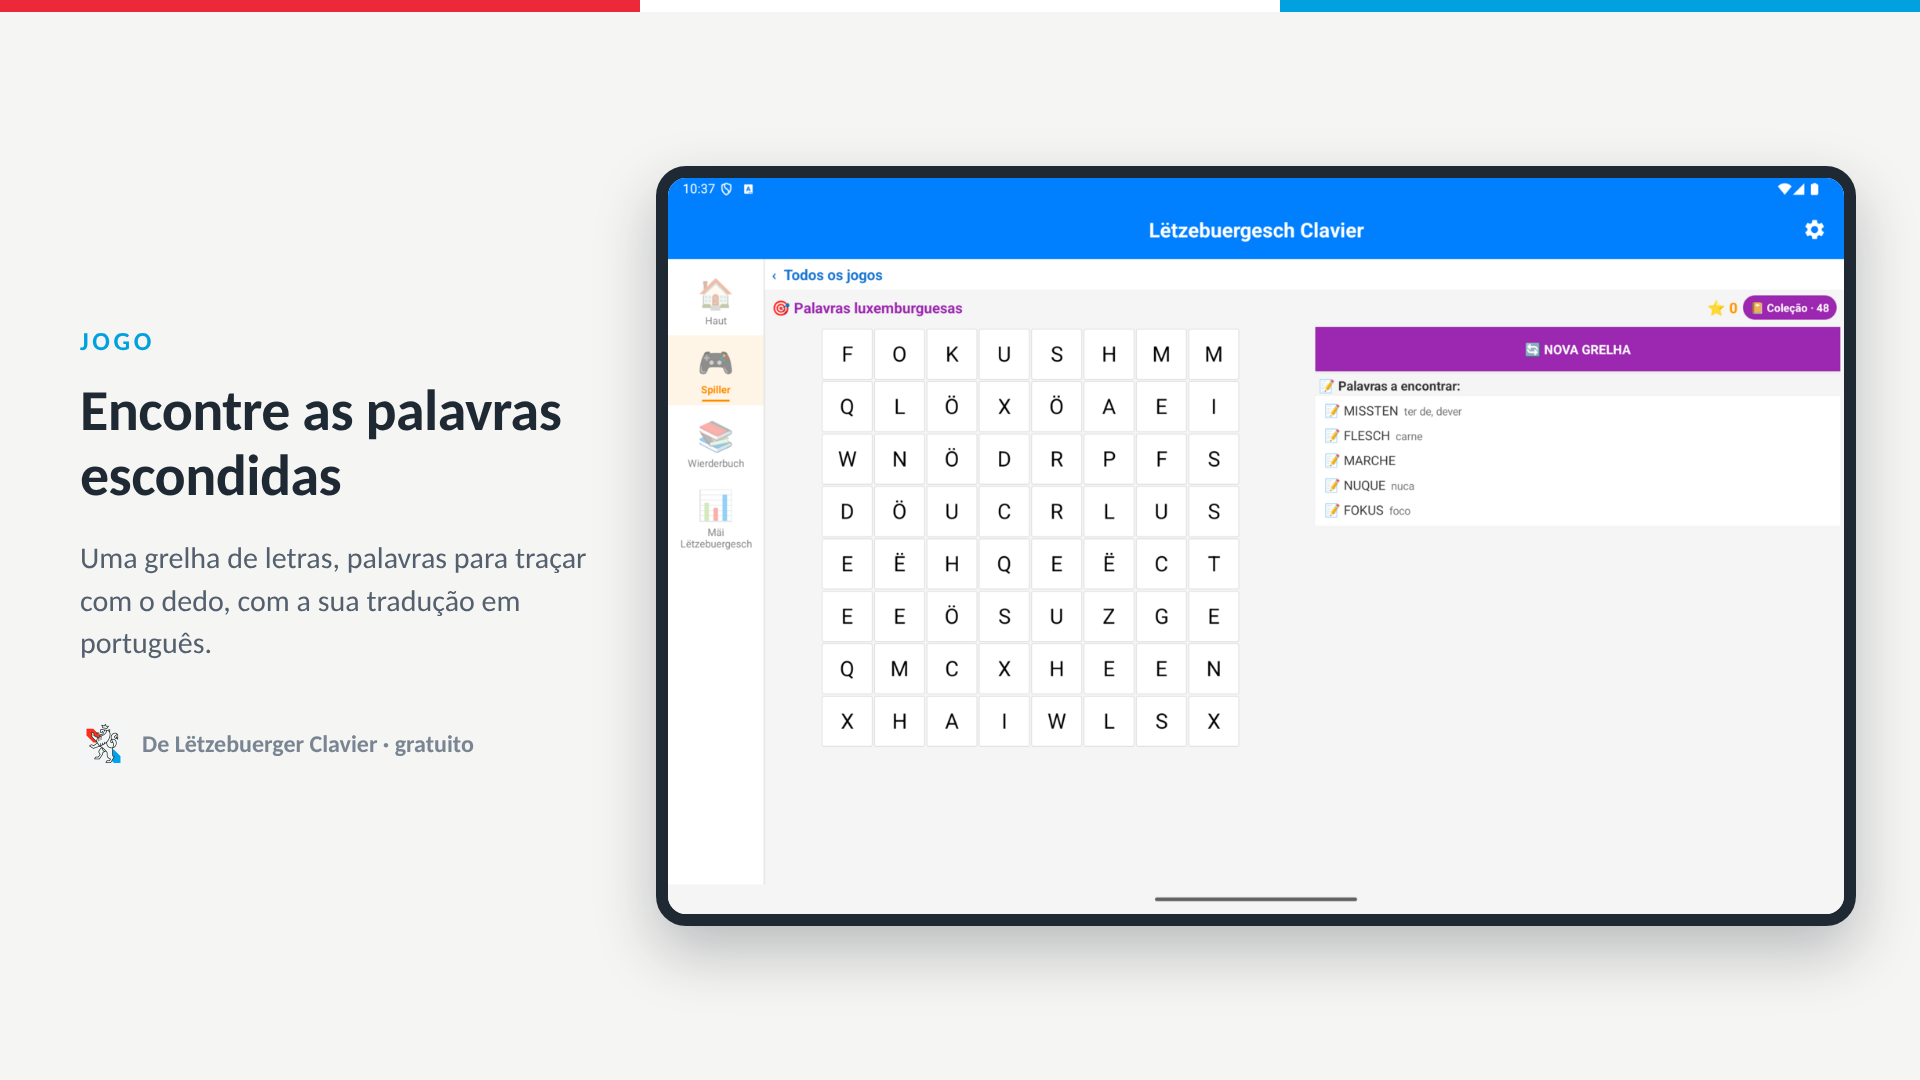 JOGO
Encontre as palavras
escondidas
Uma grelha de letras, palavras para traçar
com o dedo, com a sua tradução em
português.
De Lëtzebuerger Clavier · gratuito
10:37
Lëtzebuergesch Clavier
Haut
Spiller
Wierderbuch
Mäi
Lëtzebuergesch
‹ Todos os jogos
🎯 Palavras luxemburguesas
⭐ 0
📔 Coleção · 48
F O K U S H M M
Q L Ö X Ö A E I
W N Ö D R P F S
D Ö U C R L U S
E Ë H Q E Ë C T
E E Ö S U Z G E
Q M C X H E E N
X H A I W L S X
🔄 NOVA GRELHA
📝 Palavras a encontrar:
📝 MISSTEN ter de, dever
📝 FLESCH carne
📝 MARCHE
📝 NUQUE nuca
📝 FOKUS foco